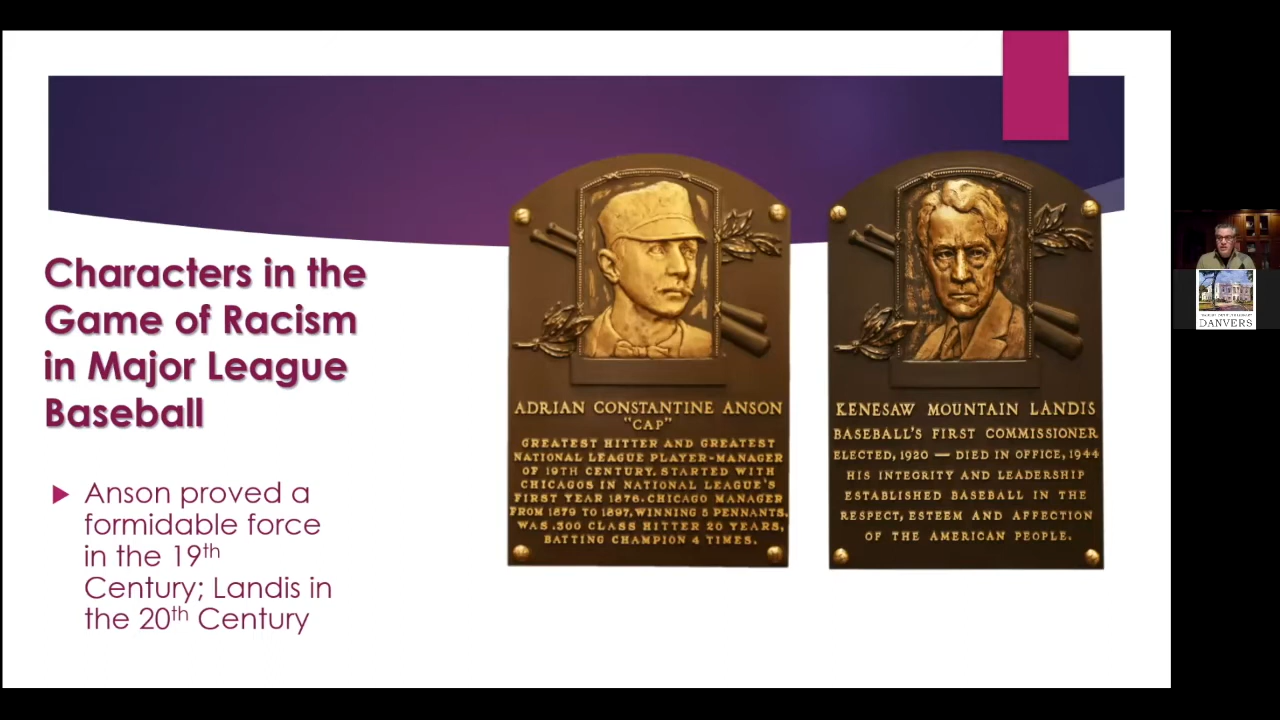 Characters in the
Game of Racism
in Major League
Baseball
Anson proved a
formidable force
in the 19th
Century; Landis in
the 20th Century
ADRIAN CONSTANTINE ANSON
"CAP"
GREATEST HITTER AND GREATEST
NATIONAL LEAGUE PLAYER-MANAGER
OF 19TH CENTURY. STARTED WITH
CHICAGOS IN NATIONAL LEAGUE'S
FIRST YEAR 1876. CHICAGO MANAGER
FROM 1879 TO 1897, WINNING 5 PENNANTS.
WAS .300 CLASS HITTER 20 YEARS,
BATTING CHAMPION 4 TIMES.
KENESAW MOUNTAIN LANDIS
BASEBALL'S FIRST COMMISSIONER
ELECTED, 1920 — DIED IN OFFICE, 1944
HIS INTEGRITY AND LEADERSHIP
ESTABLISHED BASEBALL IN THE
RESPECT, ESTEEM AND AFFECTION
OF THE AMERICAN PEOPLE.
DANVERS